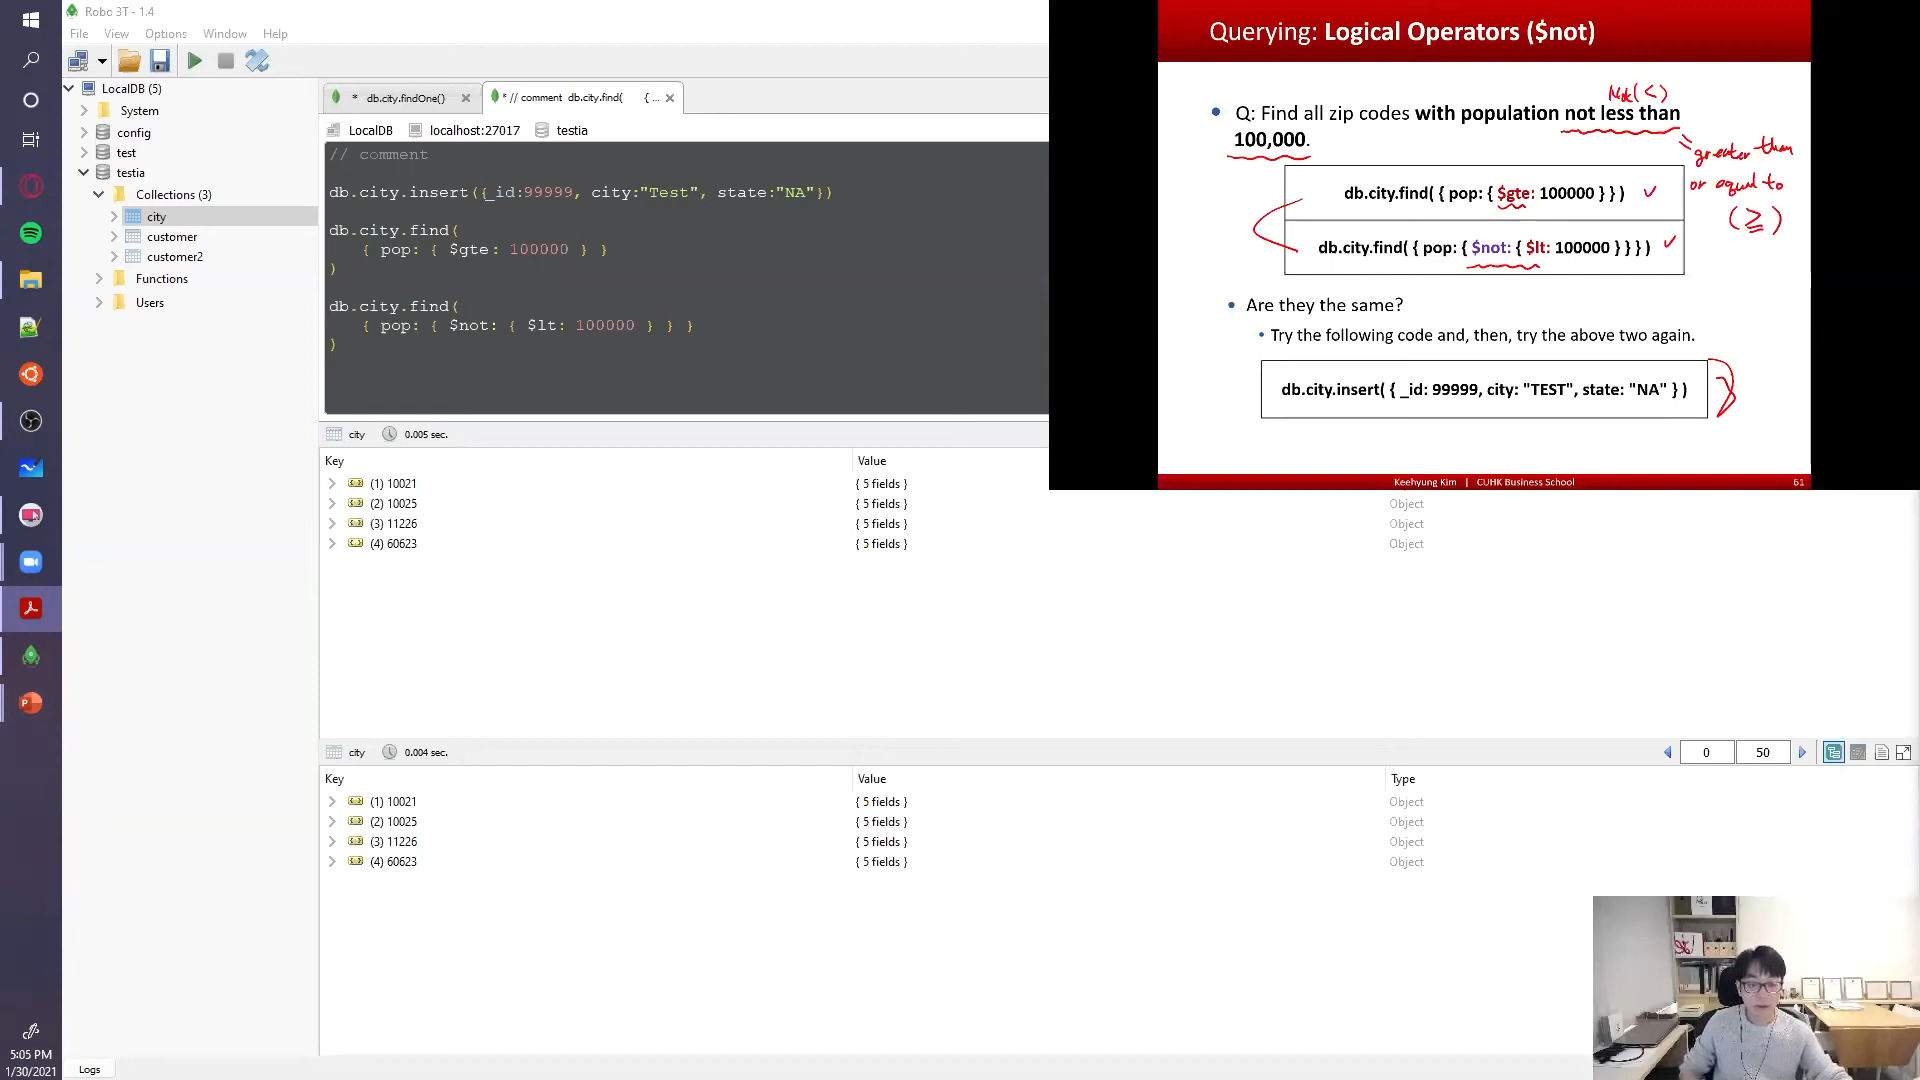 Robo 3T - 1.4
File View Options Window Help
LocalDB (5)
System
config
test
testia
Collections (3)
city
customer
customer2
Functions
Users
* db.city.findOne()
* // comment db.city.find( { ...
LocalDB localhost:27017 testia
// comment
db.city.insert({_id:99999, city:"Test", state:"NA"})
db.city.find(
{ pop: { $gte: 100000 } }
)
db.city.find(
{ pop: { $not: { $lt: 100000 } } }
)
city 0.005 sec.
Key Value
(1) 10021 { 5 fields }
(2) 10025 { 5 fields } Object
(3) 11226 { 5 fields } Object
(4) 60623 { 5 fields } Object
city 0.004 sec. 0 50
Key Value Type
(1) 10021 { 5 fields } Object
(2) 10025 { 5 fields } Object
(3) 11226 { 5 fields } Object
(4) 60623 { 5 fields } Object
Logs
5:05 PM
1/30/2021
Querying: Logical Operators ($not)
Not(<)
• Q: Find all zip codes with population not less than
100,000.
greater than
or equal to
(≧)
db.city.find( { pop: { $gte: 100000 } } )
db.city.find( { pop: { $not: { $lt: 100000 } } } )
• Are they the same?
• Try the following code and, then, try the above two again.
db.city.insert( { _id: 99999, city: "TEST", state: "NA" } )
Keehyung Kim | CUHK Business School 61